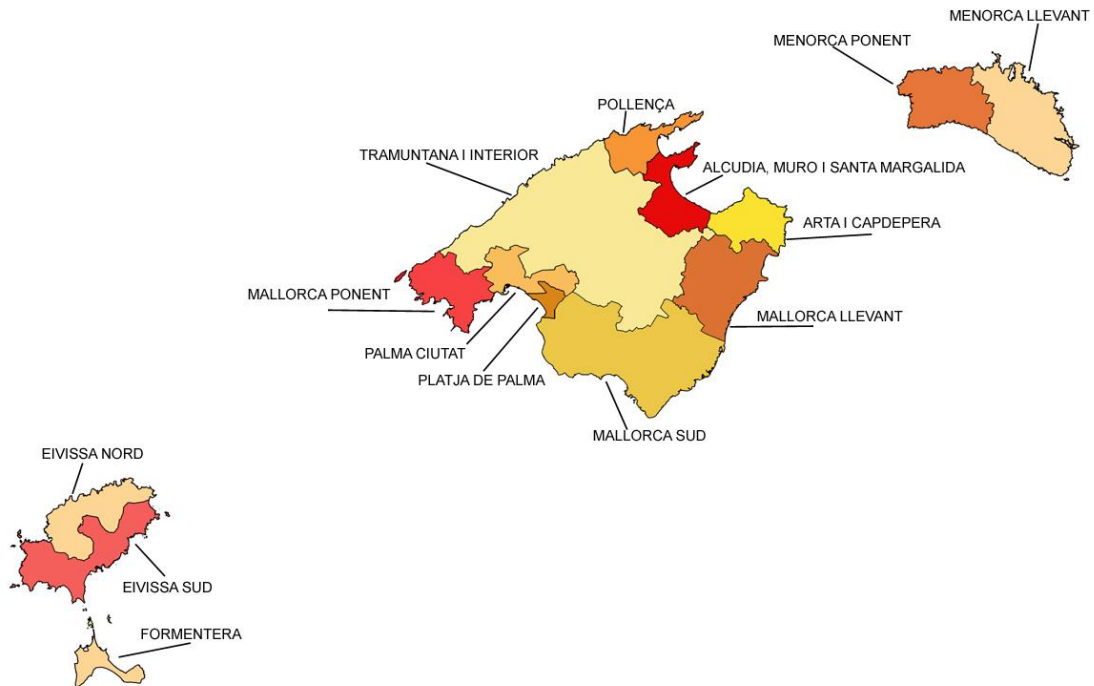 MENORCA LLEVANT
MENORCA PONENT
POLLENÇA
TRAMUNTANA I INTERIOR
ALCUDIA, MURO I SANTA MARGALIDA
ARTA I CAPDEPERA
MALLORCA PONENT
MALLORCA LLEVANT
PALMA CIUTAT
PLATJA DE PALMA
MALLORCA SUD
EIVISSA NORD
EIVISSA SUD
FORMENTERA